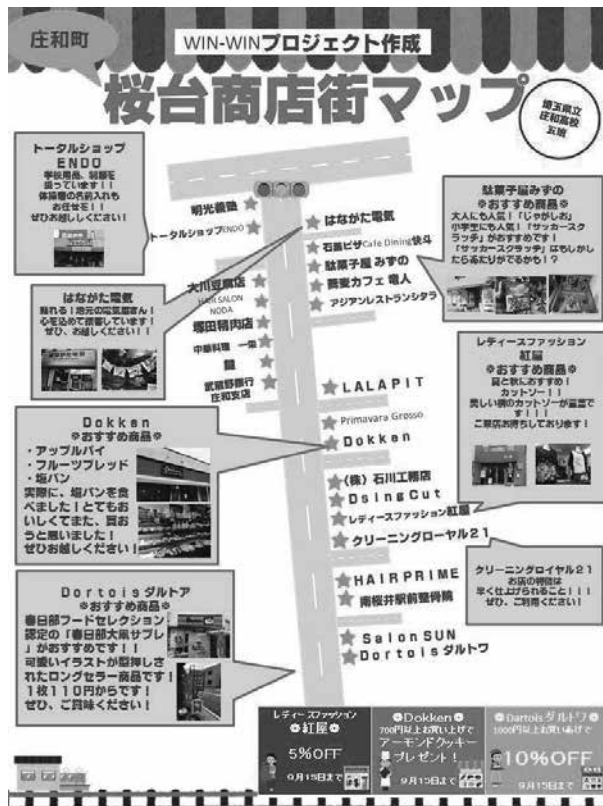 庄和町
WIN-WINプロジェクト作成
桜台商店街マップ
埼玉県立
庄和高校
トータルショップ
ENDO
学校用品、制服を
扱っています！！
体操着の名前入れも
お任せを！！
ぜひお越しください！
明光義塾
トータルショップENDO
はながた電気
石釜ピザCafe Dining快斗
駄菓子屋 みずの
蕎麦カフェ 竜人
アジアンレストランシタラ
駄菓子屋みずの
※おすすめ商品※
大人にも人気！「じゃがしお」
小学生にも人気！「サッカースク
ラッチ」がおすすめです！
「サッカースクラッチ」はもしかし
たらあたりがでるかも！？
はながた電気
頼れる！地元の電気屋さん！
心を込めて接客しています！
ぜひ、お越しください！！
大川豆腐店
HAIR SALON
NODA
塚田精肉店
中華料理 一栄
武蔵野銀行
庄和支店
レディースファッション
紅屋
※おすすめ商品※
夏と秋におすすめ！
カットソー！！
美しい柄のカットソーが豊富で
す！！！
ご来店お待ちしております！
LALAPIT
Primavara Grosso
Dokken
Dokken
※おすすめ商品※
・アップルパイ
・フルーツブレッド
・塩パン
実際に、塩パンを食
べました！とてもお
いしくてまた、買お
うと思いました！
ぜひお越しください！
（株）石川工務店
DsingCut
レディースファッション紅屋
クリーニングローヤル２１
クリーニングロイヤル２１
お店の特徴は
早く仕上げられること！！！
ぜひ、ご利用ください！
HAIRPRIME
南桜井駅前整骨院
SalonSUN
Dortoisダルトワ
Dortoisダルトア
※おすすめ商品※
春日部フードセレクション
認定の「春日部大凧サブレ」
がおすすめです！！
可愛いイラストが型押しさ
れたロングセラー商品です！
1枚110円からです！
ぜひ、ご賞味ください！
レディースファッション
紅屋
5%OFF
9月15日まで
Dokken
700円以上お買い上げで
アーモンドクッキー
プレゼント！
9月15日まで
Dartoisダルトワ
1000円以上お買いあげで
10%OFF
9月15日まで